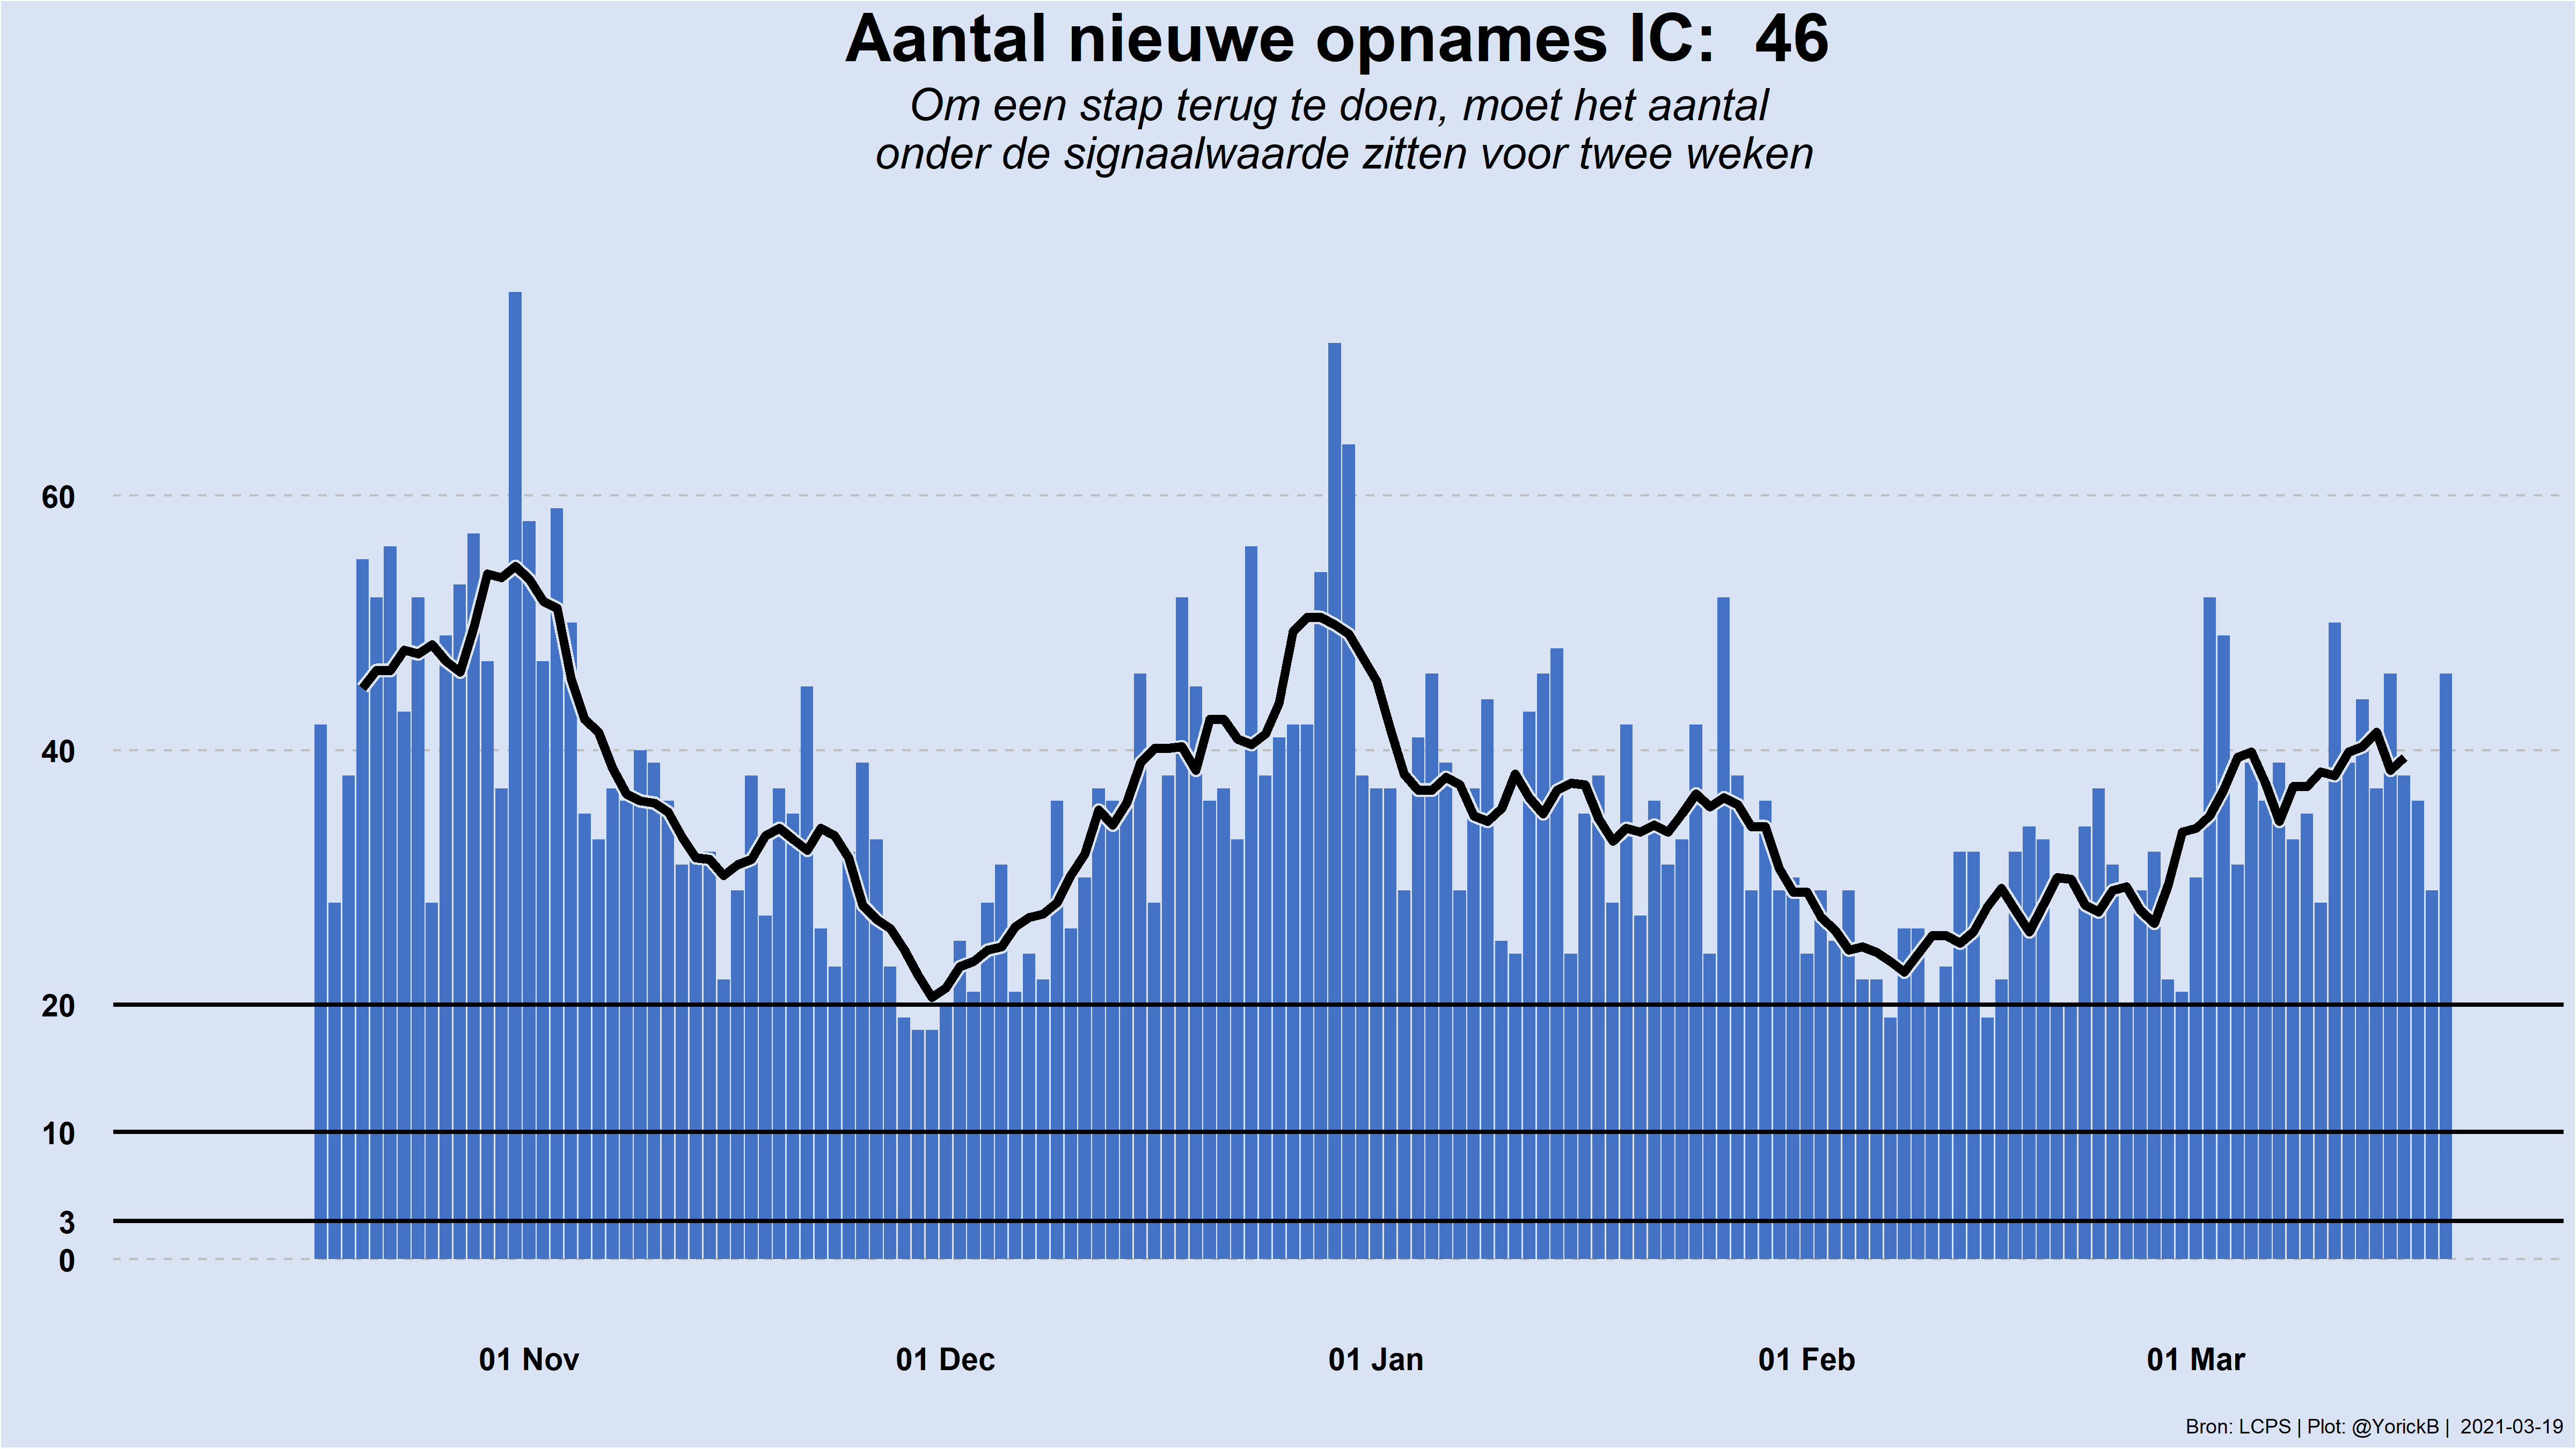 Aantal nieuwe opnames IC:  46
Om een stap terug te doen, moet het aantal
onder de signaalwaarde zitten voor twee weken
60
40
20
10
3
0
01 Nov
01 Dec
01 Jan
01 Feb
01 Mar
Bron: LCPS | Plot: @YorickB |  2021-03-19